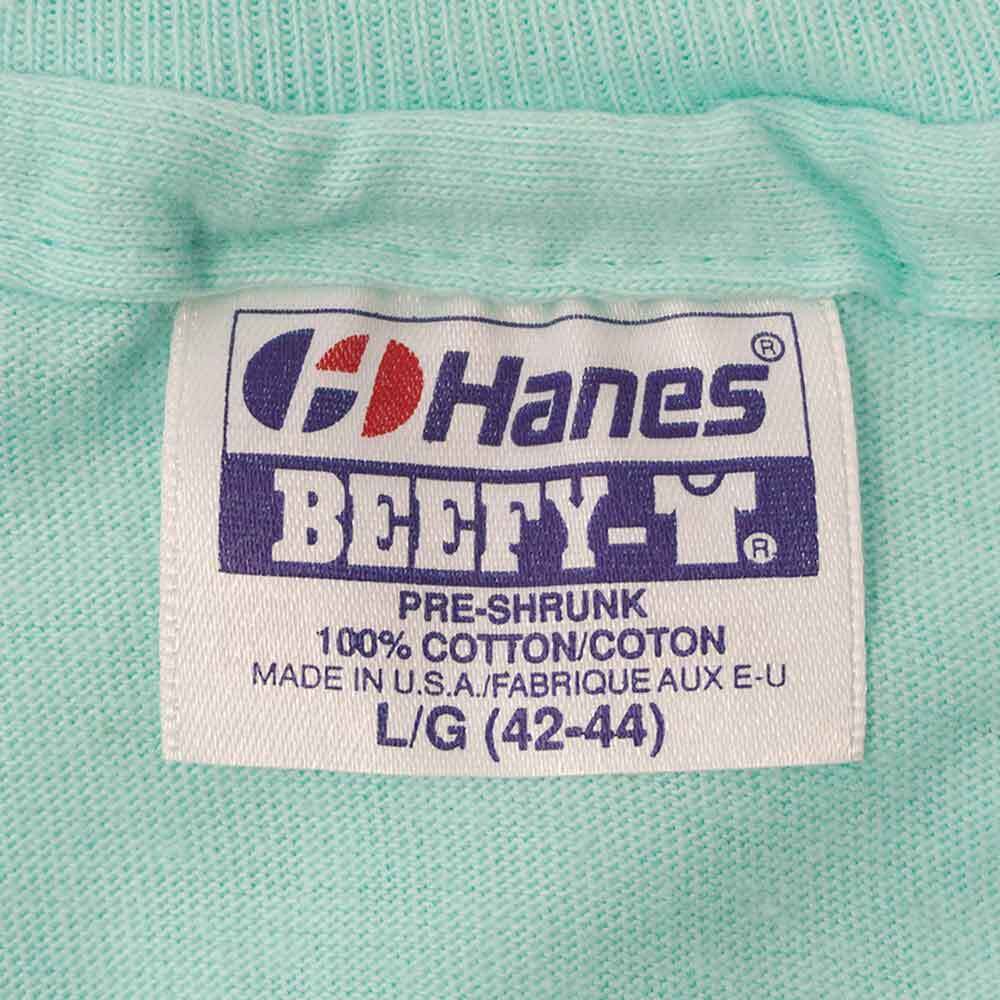 Hanes®
BEEFY-T®
PRE-SHRUNK
100% COTTON/COTON
MADE IN U.S.A./FABRIQUE AUX E-U
L/G (42-44)